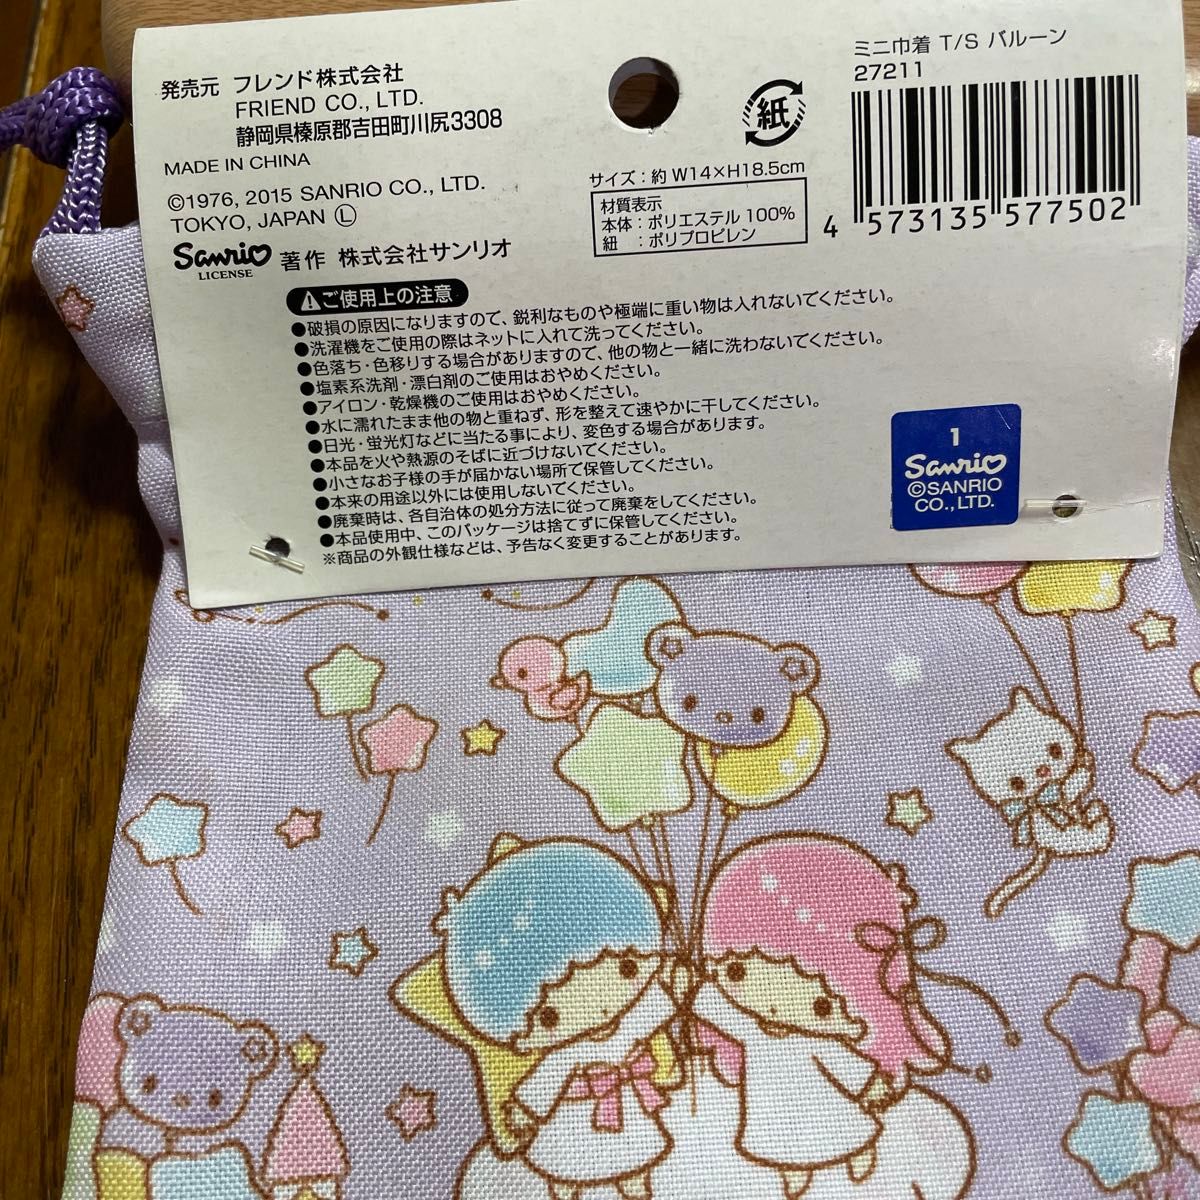 発売元 フレンド株式会社
FRIEND CO., LTD.
静岡県榛原郡吉田町川尻3308
MADE IN CHINA
©1976, 2015 SANRIO CO., LTD.
TOKYO, JAPAN Ⓛ
Sanrio
LICENSE
著作 株式会社サンリオ
紙
サイズ：約 W14×H18.5cm
材質表示
本体：ポリエステル 100%
紐 ：ポリプロピレン
ミニ巾着 T/S バルーン
27211
4 573135 577502
⚠ご使用上の注意
●破損の原因になりますので、鋭利なものや極端に重い物は入れないでください。
●洗濯機をご使用の際はネットに入れて洗ってください。
●色落ち・色移りする場合がありますので、他の物と一緒に洗わないでください。
●塩素系洗剤・漂白剤のご使用はおやめください。
●アイロン・乾燥機のご使用はおやめください。
●水に濡れたまま他の物と重ねず、形を整えて速やかに干してください。
●日光・蛍光灯などに当たる事により、変色する場合があります。
●本品を火や熱源のそばに近づけないでください。
●小さなお子様の手が届かない場所で保管してください。
●本来の用途以外には使用しないでください。
●廃棄時は、各自治体の処分方法に従って廃棄をしてください。
●本品使用中、このパッケージは捨てずに保管してください。
※商品の外観仕様などは、予告なく変更することがあります。
1
Sanrio
©SANRIO
CO.,LTD.